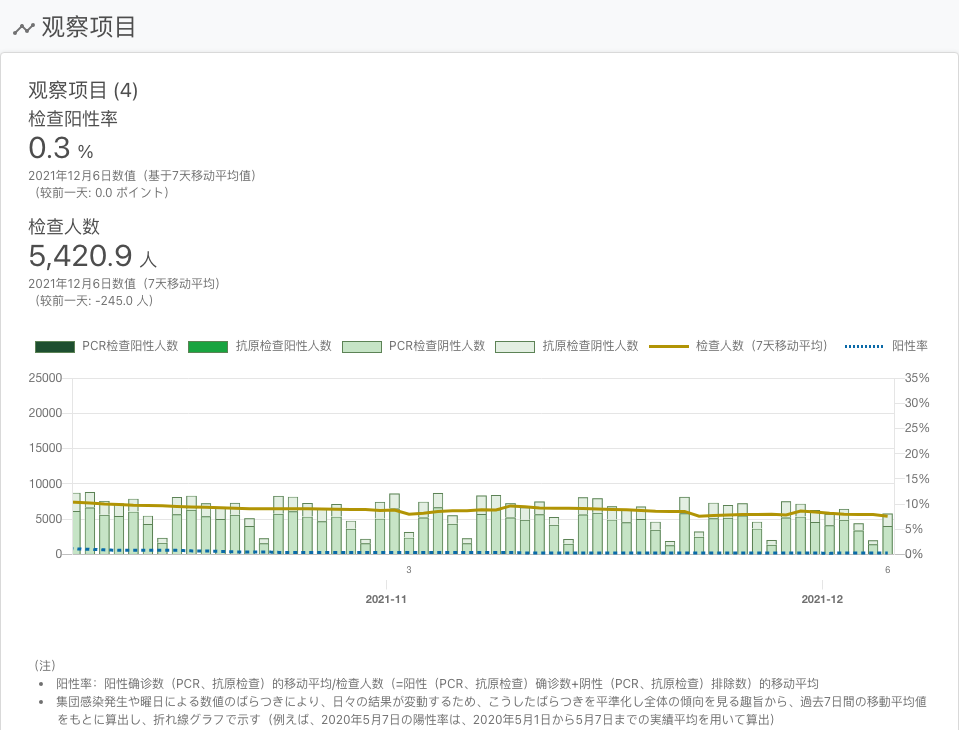 观察项目
观察项目 (4)
检查阳性率
0.3 %
2021年12月6日数值（基于7天移动平均值）
（较前一天: 0.0 ポイント）
检查人数
5,420.9 人
2021年12月6日数值（7天移动平均）
（较前一天: -245.0 人）
PCR检查阳性人数 抗原检查阳性人数 PCR检查阴性人数 抗原检查阴性人数 检查人数（7天移动平均） 阳性率
25000 35%
30%
20000
25%
15000 20%
15%
10000
10%
5000
5%
0 0%
3 6
2021-11 2021-12
（注）
• 阳性率：阳性确诊数（PCR、抗原检查）的移动平均/检查人数（=阳性（PCR、抗原检查）确诊数+阴性（PCR、抗原检查）排除数）的移动平均
• 集団感染発生や曜日による数値のばらつきにより、日々の結果が変動するため、こうしたばらつきを平準化し全体の傾向を見る趣旨から、過去7日間の移動平均値
をもとに算出し、折れ線グラフで示す（例えば、2020年5月7日の陽性率は、2020年5月1日から5月7日までの実績平均を用いて算出）